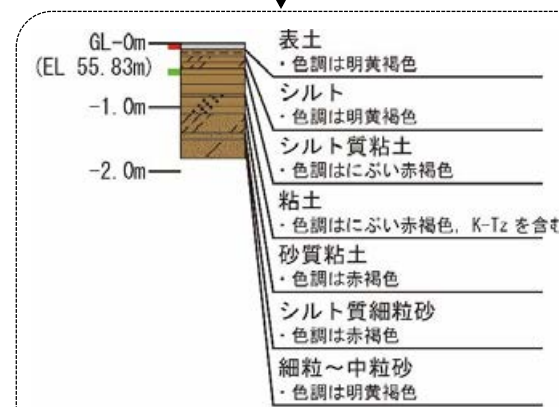 GL-0m
(EL 55.83m)
-1.0m
-2.0m
表土
・色調は明黄褐色
シルト
・色調は明黄褐色
シルト質粘土
・色調はにぶい赤褐色
粘土
・色調はにぶい赤褐色, K-Tz を含む
砂質粘土
・色調は赤褐色
シルト質細粒砂
・色調は赤褐色
細粒～中粒砂
・色調は明黄褐色